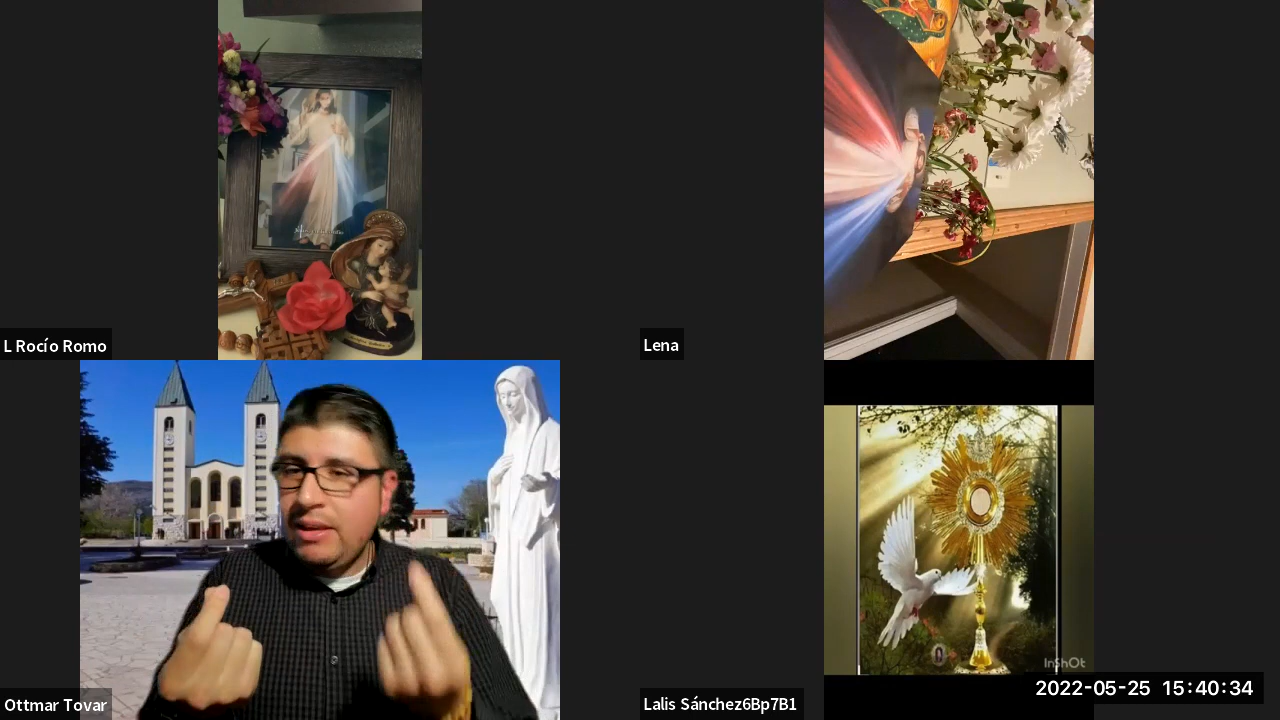 L Rocío Romo
Lena
Ottmar Tovar
Lalis Sánchez6Bp7B1
InShOt
2022-05-25 15:40:34